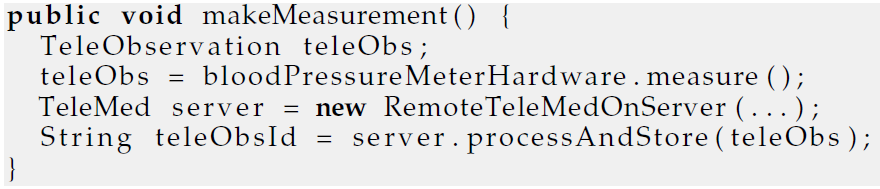 public void makeMeasurement() {
  TeleObservation teleObs;
  teleObs = bloodPressureMeterHardware.measure();
  TeleMed server = new RemoteTeleMedOnServer(...);
  String teleObsId = server.processAndStore(teleObs);
}